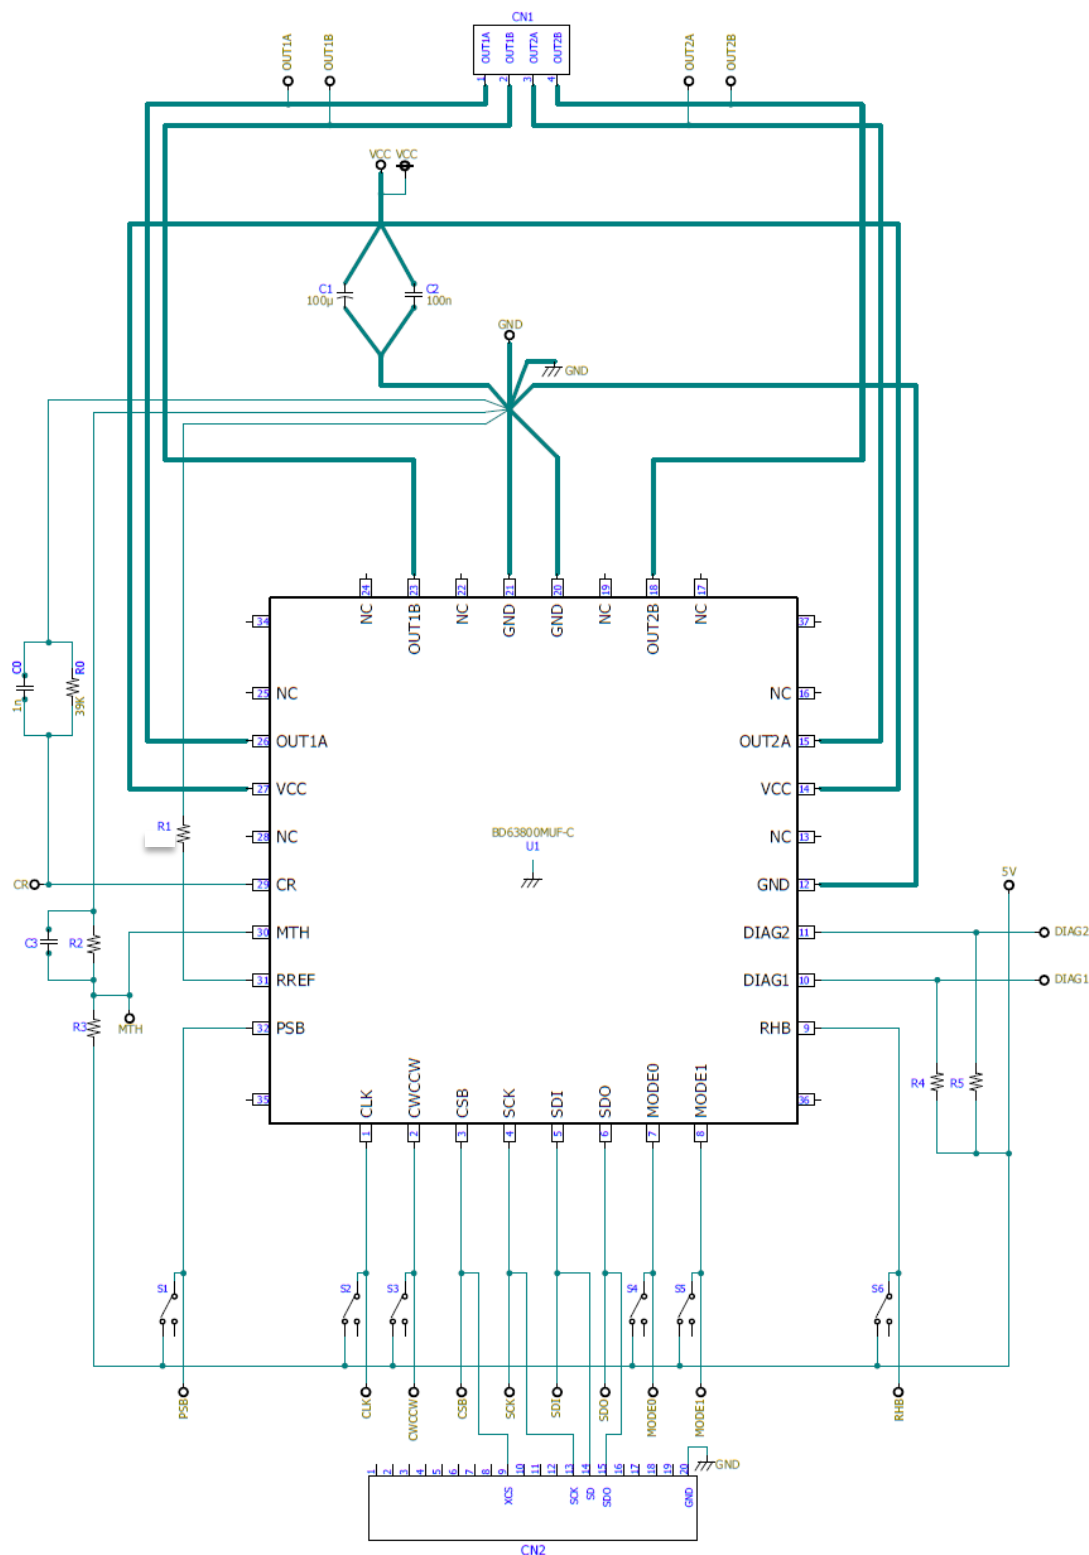 CN1
OUT1A OUT1B OUT2A OUT2B
1 2 3 4
OUT1A
OUT1B
OUT2A
OUT2B
VCC VCC
C1
100μ
C2
100n
GND
GND
24 23 22 21 20 19 18 17
NC OUT1B NC GND GND NC OUT2B NC
34
37
C0
1n
R0
39K
25 NC
NC 16
26 OUT1A
OUT2A 15
27 VCC
VCC 14
R1
28 NC
NC 13
BD63800MUF-C
U1
CR
29 CR
GND 12
5V
C3
R2
30 MTH
DIAG2 11
DIAG2
31 RREF
DIAG1 10
DIAG1
R3
MTH
32 PSB
RHB 9
R4
R5
35
36
CLK CWCCW CSB SCK SDI SDO MODE0 MODE1
1 2 3 4 5 6 7 8
S1
S2
S3
S4
S5
S6
PSB
CLK
CWCCW
CSB
SCK
SDI
SDO
MODE0
MODE1
RHB
GND
1 2 3 4 5 6 7 8 9 10 11 12 13 14 15 16 17 18 19 20
XCS SCK SD SDO GND
CN2